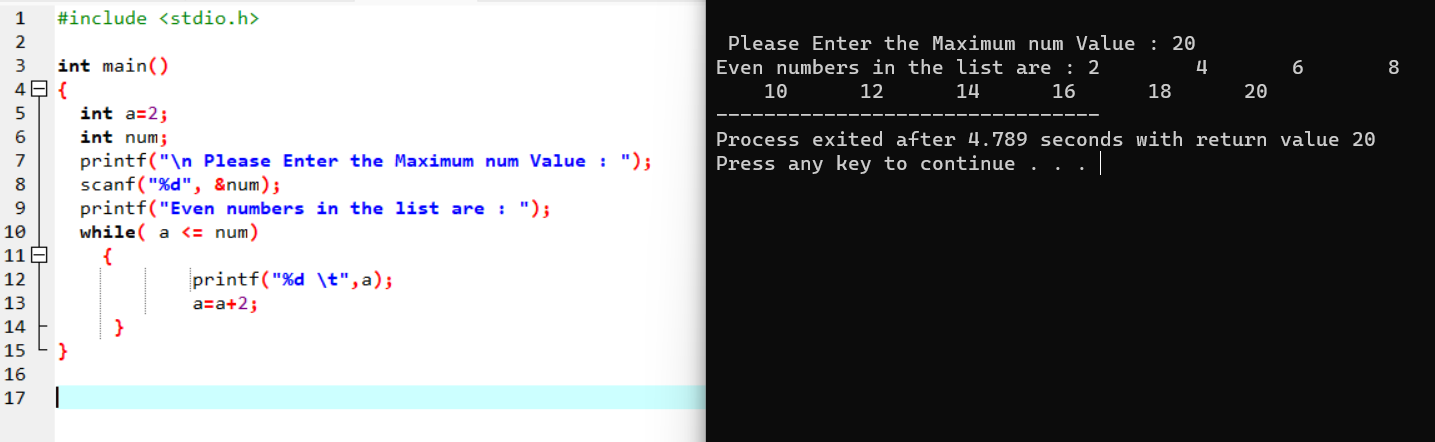 1 #include <stdio.h>
2
3 int main()
4 {
5 int a=2;
6 int num;
7 printf("\n Please Enter the Maximum num Value : ");
8 scanf("%d", &num);
9 printf("Even numbers in the list are : ");
10 while( a <= num)
11 {
12 printf("%d \t",a);
13 a=a+2;
14 }
15 }
16
17
Please Enter the Maximum num Value : 20
Even numbers in the list are : 2 4 6 8
10 12 14 16 18 20
--------------------------------
Process exited after 4.789 seconds with return value 20
Press any key to continue . . .